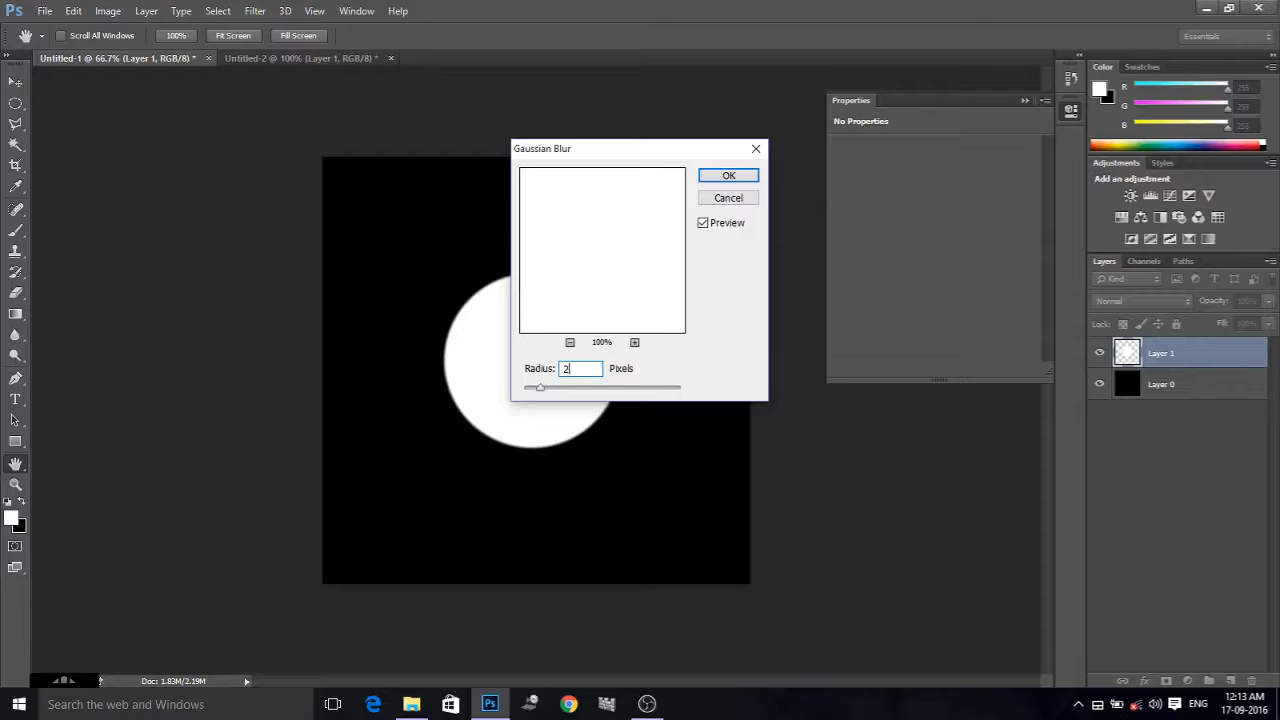 Ps File Edit Image Layer Type Select Filter 3D View Window Help
Scroll All Windows 100% Fit Screen Fill Screen Essentials
Untitled-1 @ 66.7% (Layer 1, RGB/8) * × Untitled-2 @ 100% (Layer 1, RGB/8) * ×
Color Swatches
R 255
G 255
B 255
Properties
No Properties
Gaussian Blur
OK
Cancel
Preview
100%
Radius: 2 Pixels
Adjustments Styles
Add an adjustment
Layers Channels Paths
Kind
Normal Opacity: 100%
Lock: Fill: 100%
Layer 1
Layer 0
fx
Doc: 1.83M/2.19M
Search the web and Windows
Ps
ENG
12:13 AM
17-09-2016